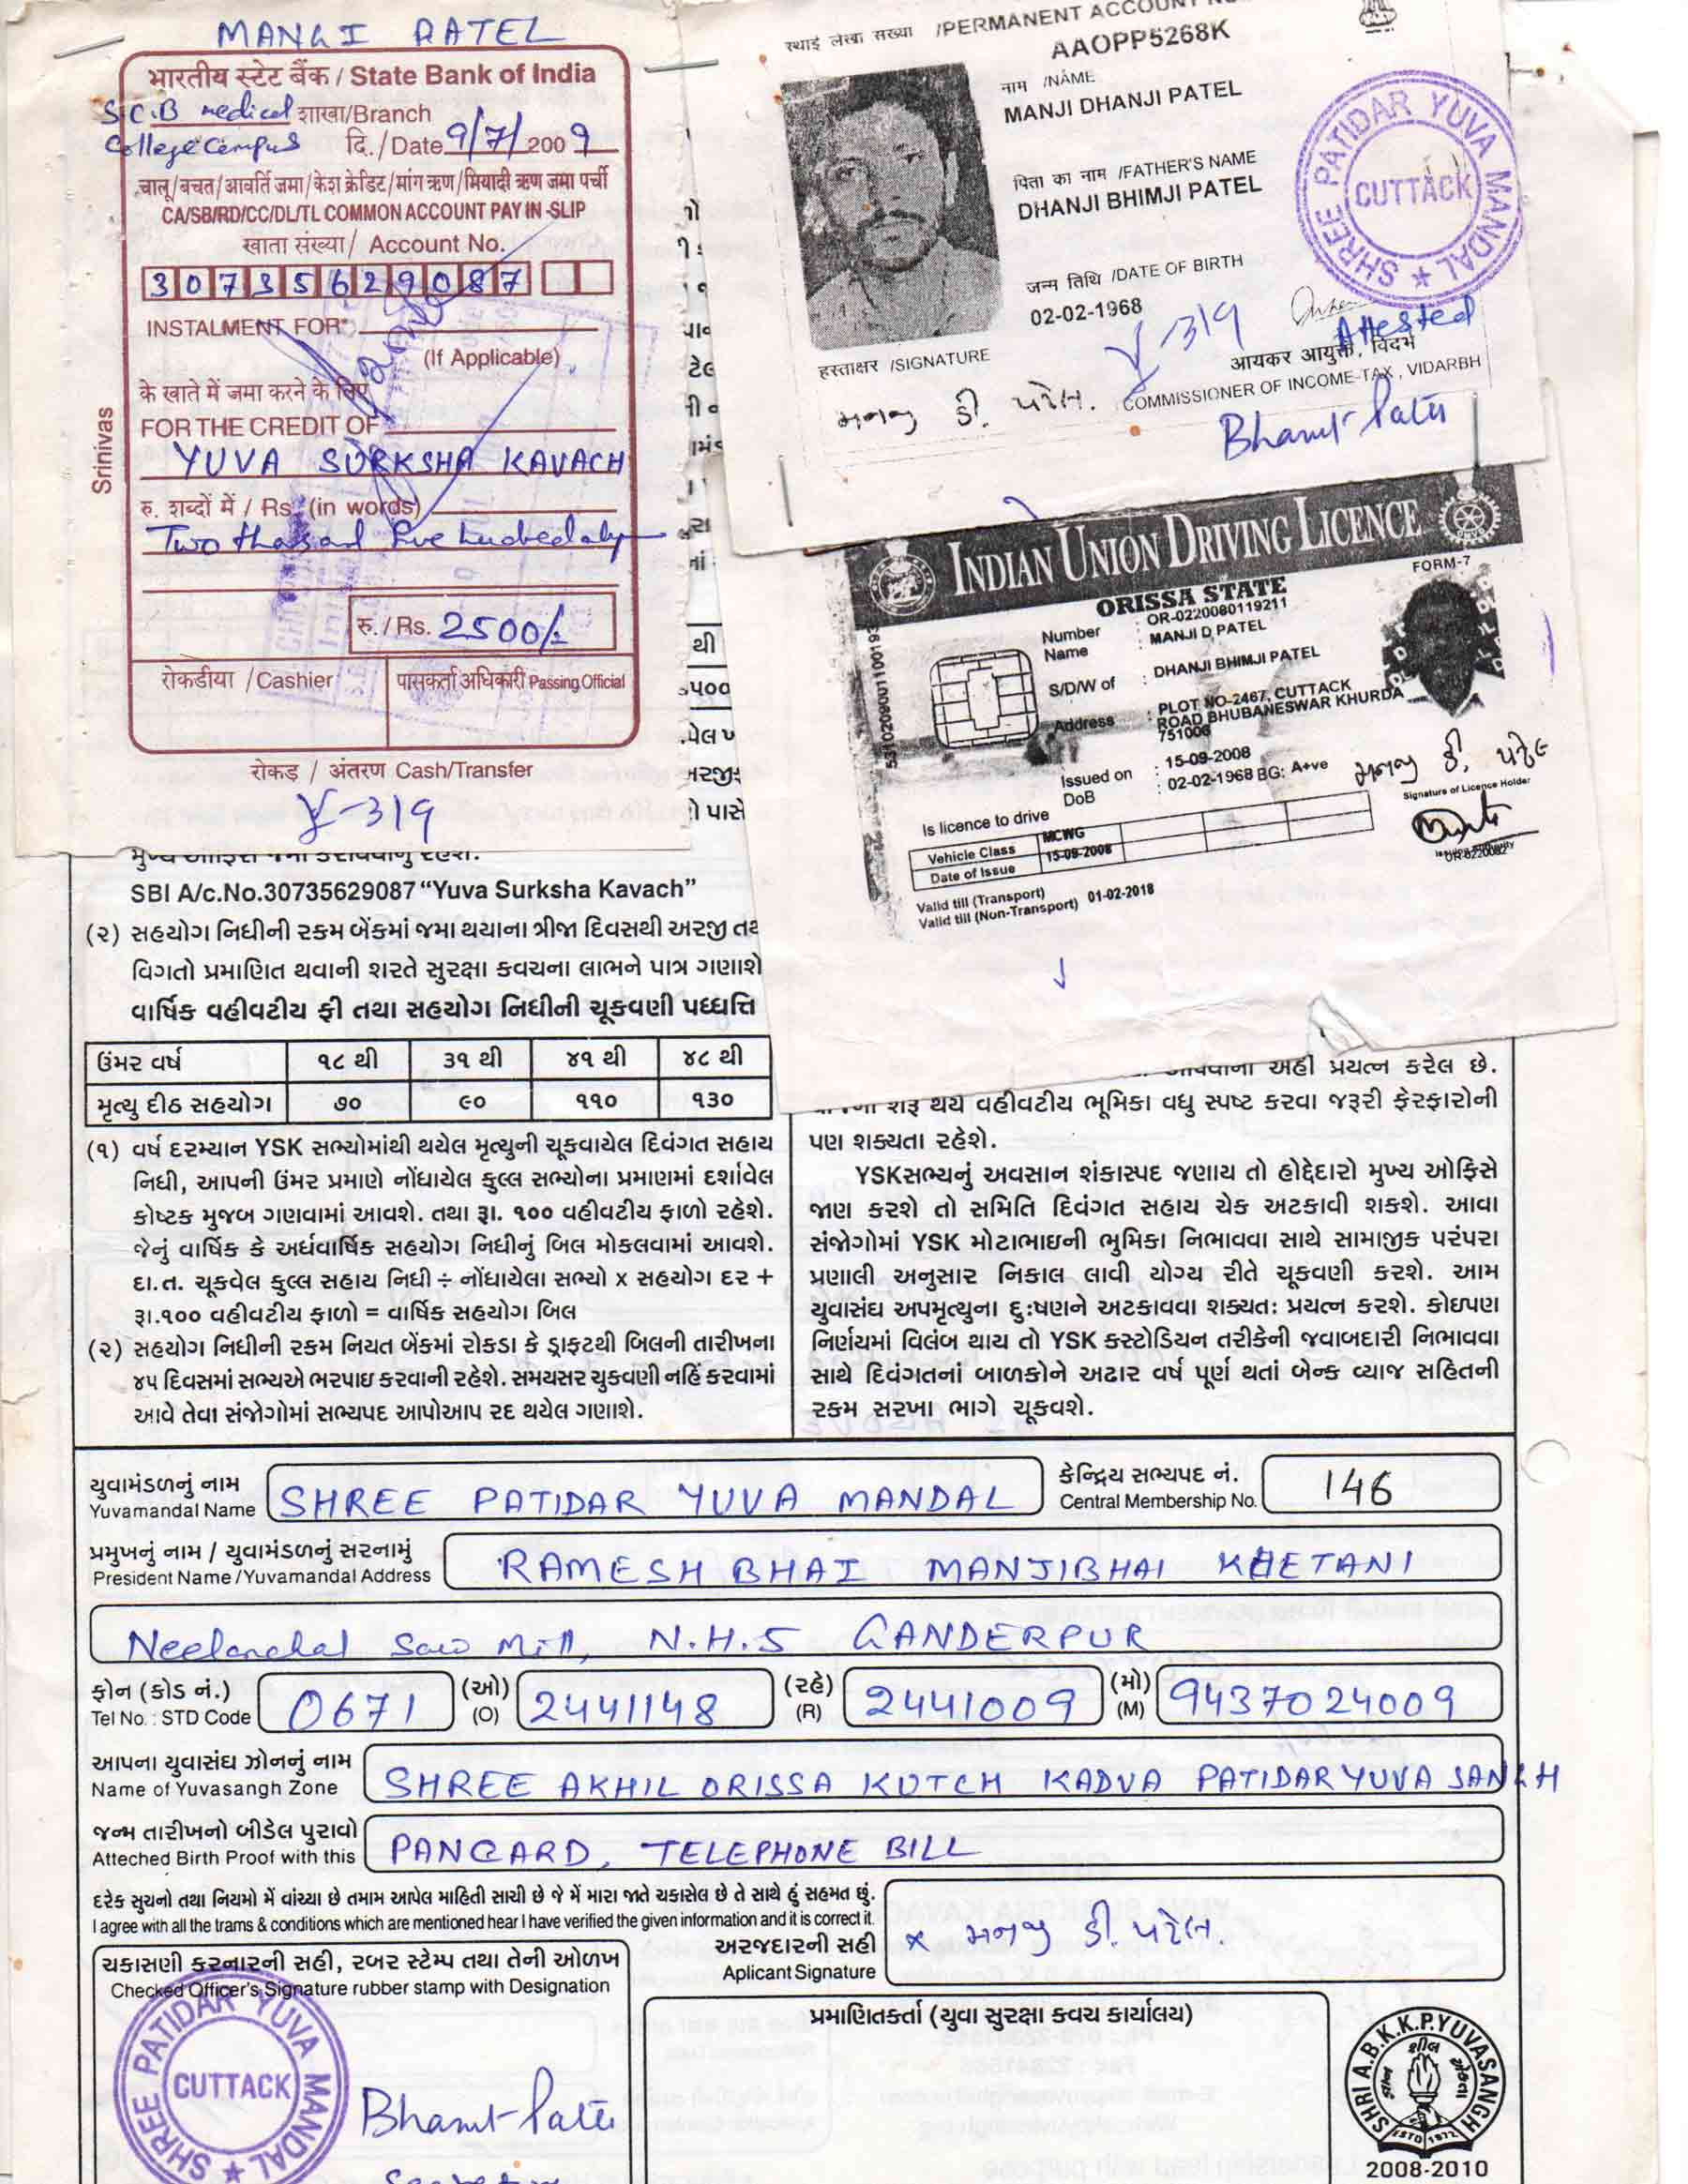 MANGI PATEL
भारतीय स्टेट बैंक / State Bank of India
S.C.B medical शाखा/Branch
College Campus दि./Date 9/7/2009
चालू/बचत/आवर्ति जमा/केश क्रेडिट/मांग ऋण/मियादी ऋण जमा पर्ची
CA/SB/RD/CC/DL/TL COMMON ACCOUNT PAY IN -SLIP
खाता संख्या/ Account No.
30735629087
INSTALMENT FOR*
(If Applicable)
के खाते में जमा करने के लिए
FOR THE CREDIT OF
YUVA SURKSHA KAVACH
रु. शब्दों में / Rs. (in words)
Two thousand five hundred only
रु. / Rs. 2500/-
रोकडीया / Cashier
पासकर्ता अधिकारी Passing Official
रोकड़ / अंतरण Cash/Transfer
Y-319
Srinivas
स्थाई लेखा संख्या /PERMANENT ACCOUNT
AAOPP5268K
नाम /NAME
MANJI DHANJI PATEL
पिता का नाम /FATHER'S NAME
DHANJI BHIMJI PATEL
जन्म तिथि /DATE OF BIRTH
02-02-1968
Y-319
Attested
हस्ताक्षर /SIGNATURE
મનજી ડી. પટેલ.
आयकर आयुक्त, विदर्भ
COMMISSIONER OF INCOME-TAX, VIDARBH
SHREE PATIDAR YUVA MANDAL
CUTTACK
INDIAN UNION DRIVING LICENCE
FORM-7
ORISSA STATE
Number : OR-0220080119211
Name : MANJI D PATEL
S/D/W of : DHANJI BHIMJI PATEL
Address : PLOT NO-2467, CUTTACK
ROAD BHUBANESWAR KHURDA
751006
Issued on : 15-09-2008
DoB : 02-02-1968 BG: A+ve
મનજી ડી. પટેલ
Signature of Licence Holder
Is licence to drive
Vehicle Class MCWG
Date of Issue 15-09-2008
Valid till (Transport)
Valid till (Non-Transport) 01-02-2018
SBI A/c.No.30735629087 “Yuva Surksha Kavach”
(૨) સહયોગ નિધીની રકમ બેંકમાં જમા થયાના ત્રીજા દિવસથી અરજી
વિગતો પ્રમાણિત થવાની શરતે સુરક્ષા કવચના લાભને પાત્ર ગણાશે
વાર્ષિક વહીવટીય ફી તથા સહયોગ નિધીની ચૂકવણી પધ્ધતિ
ઉંમર વર્ષ ૧૮ થી ૩૧ થી ૪૧ થી ૪૮ થી
મૃત્યુ દીઠ સહયોગ ૭૦ ૯૦ ૧૧૦ ૧૩૦
(૧) વર્ષ દરમ્યાન YSK સભ્યોમાંથી થયેલ મૃત્યુની ચૂકવાયેલ દિવંગત સહાય
નિધી, આપની ઉંમર પ્રમાણે નોંધાયેલ કુલ્લ સભ્યોના પ્રમાણમાં દર્શાવેલ
કોષ્ટક મુજબ ગણવામાં આવશે. તથા રૂા. ૧૦૦ વહીવટીય ફાળો રહેશે.
જેનું વાર્ષિક કે અર્ધવાર્ષિક સહયોગ નિધીનું બિલ મોકલવામાં આવશે.
દા.ત. ચૂકવેલ કુલ્લ સહાય નિધી ÷ નોંધાયેલા સભ્યો x સહયોગ દર +
રૂા.૧૦૦ વહીવટીય ફાળો = વાર્ષિક સહયોગ બિલ
(૨) સહયોગ નિધીની રકમ નિયત બેંકમાં રોકડા કે ડ્રાફટથી બિલની તારીખના
૪૫ દિવસમાં સભ્યએ ભરપાઇ કરવાની રહેશે. સમયસર ચુકવણી નહિં કરવામાં
આવે તેવા સંજોગોમાં સભ્યપદ આપોઆપ રદ થયેલ ગણાશે.
અહીં પ્રયત્ન કરેલ છે.
શરૂ થયે વહીવટીય ભૂમિકા વધુ સ્પષ્ટ કરવા જરૂરી ફેરફારોની
પણ શક્યતા રહેશે.
YSKસભ્યનું અવસાન શંકાસ્પદ જણાય તો હોદ્દેદારો મુખ્ય ઓફિસે
જાણ કરશે તો સમિતિ દિવંગત સહાય ચેક અટકાવી શકશે. આવા
સંજોગોમાં YSK મોટાભાઇની ભુમિકા નિભાવવા સાથે સામાજીક પરંપરા
પ્રણાલી અનુસાર નિકાલ લાવી યોગ્ય રીતે ચૂકવણી કરશે. આમ
યુવાસંઘ અપમૃત્યુના દુઃષણને અટકાવવા શક્યતઃ પ્રયત્ન કરશે. કોઇપણ
નિર્ણયમાં વિલંબ થાય તો YSK કસ્ટોડિયન તરીકેની જવાબદારી નિભાવવા
સાથે દિવંગતનાં બાળકોને અઢાર વર્ષ પૂર્ણ થતાં બેન્ક વ્યાજ સહિતની
રકમ સરખા ભાગે ચૂકવશે.
યુવામંડળનું નામ
Yuvamandal Name SHREE PATIDAR YUVA MANDAL
કેન્દ્રિય સભ્યપદ નં.
Central Membership No. 146
પ્રમુખનું નામ / યુવામંડળનું સરનામું
President Name /Yuvamandal Address RAMESH BHAI MANJIBHAI KHETANI
Neelanchal Saw Mill, N.H.5 GANDERPUR
ફોન (કોડ નં.)
Tel No. : STD Code 0671 (ઓ) (O) 2441148 (રહે) (R) 2441009 (મો) (M) 9437024009
આપના યુવાસંઘ ઝોનનું નામ
Name of Yuvasangh Zone SHREE AKHIL ORISSA KUTCH KADVA PATIDAR YUVA SANGH
જન્મ તારીખનો બીડેલ પુરાવો
Atteched Birth Proof with this PANCARD, TELEPHONE BILL
દરેક સુચનો તથા નિયમો મેં વાંચ્યા છે તમામ આપેલ માહિતી સાચી છે જે મેં મારા જાતે ચકાસેલ છે તે સાથે હું સહમત છું.
I agree with all the trams & conditions which are mentioned hear I have verified the given information and it is correct it.
અરજદારની સહી
Aplicant Signature
x મનજી ડી. પટેલ.
ચકાસણી કરનારની સહી, રબર સ્ટેમ્પ તથા તેની ઓળખ
Checked Officer's Signature rubber stamp with Designation
SHREE PATIDAR YUVA MANDAL
CUTTACK
પ્રમાણિતકર્તા (યુવા સુરક્ષા કવચ કાર્યાલય)
SHRI A.B.K.K.P.YUVASANGH
ESTD 1972
2008-2010